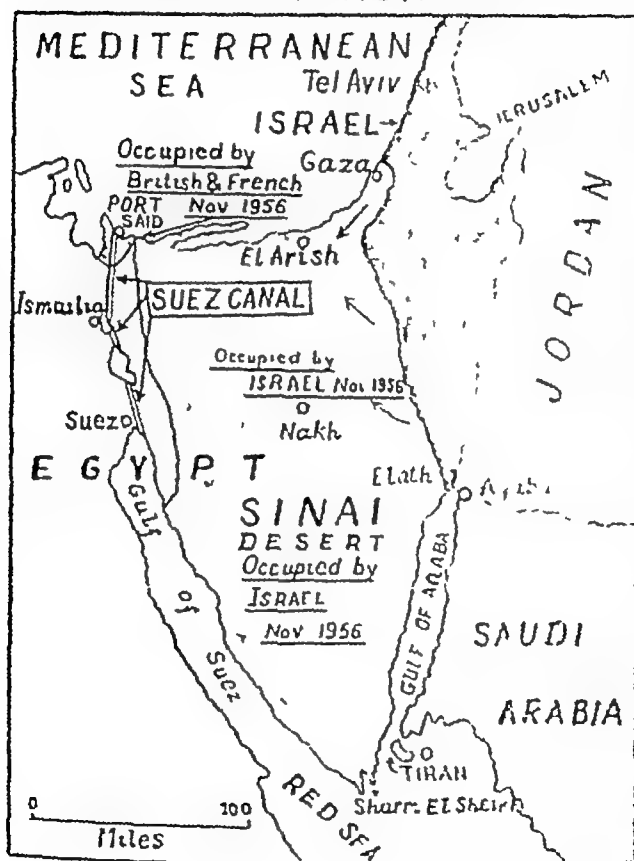 MEDITERRANEAN
SEA
Tel Aviv
JERUSALEM
ISRAEL
Occupied by
British & French
Nov 1956
Gaza
PORT
SAID
El Arish
JORDAN
Ismailia
SUEZ CANAL
Occupied by
ISRAEL Nov 1956
Nakh
Suez
EGYPT
Elath
SINAI
DESERT
Occupied by
ISRAEL
Nov 1956
Gulf
of
Suez
GULF OF AQABA
SAUDI
ARABIA
TIRAN
Sharm El Sheikh
RED SEA
0 100
Miles